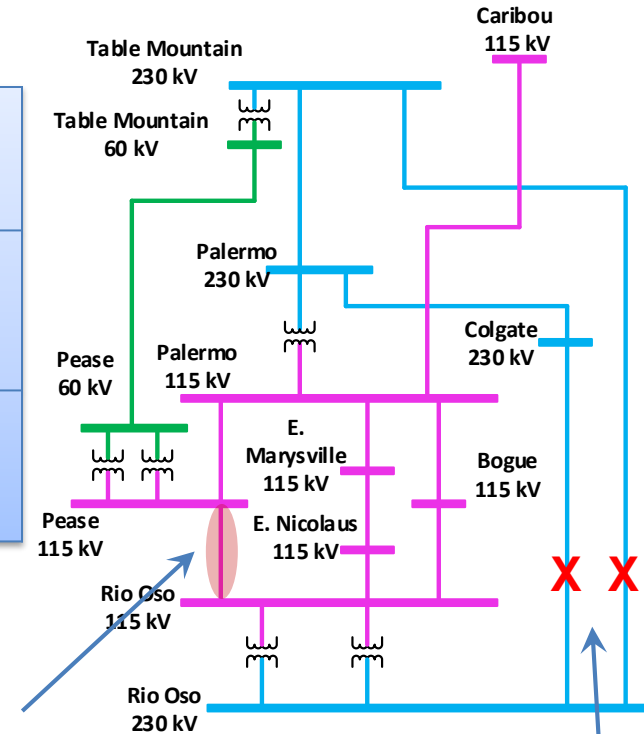 Caribou
115 kV
Table Mountain
230 kV
Table Mountain
60 kV
Palermo
230 kV
Colgate
230 kV
Pease
60 kV
Palermo
115 kV
E.
Marysville
115 kV
Bogue
115 kV
Pease
115 kV
E. Nicolaus
115 kV
X X
Rio Oso
115 kV
Rio Oso
230 kV